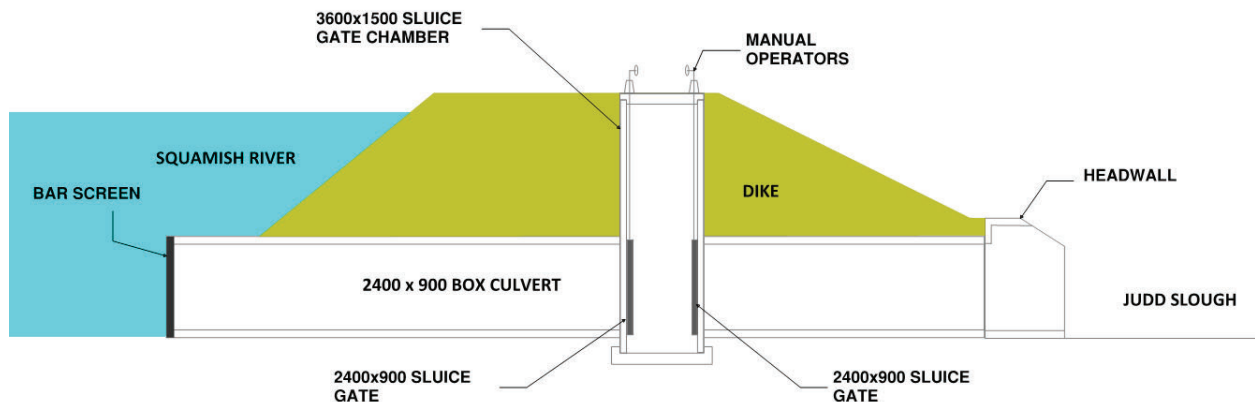 3600x1500 SLUICE
GATE CHAMBER
MANUAL
OPERATORS
SQUAMISH RIVER
BAR SCREEN
DIKE
HEADWALL
2400 x 900 BOX CULVERT
JUDD SLOUGH
2400x900 SLUICE
GATE
2400x900 SLUICE
GATE